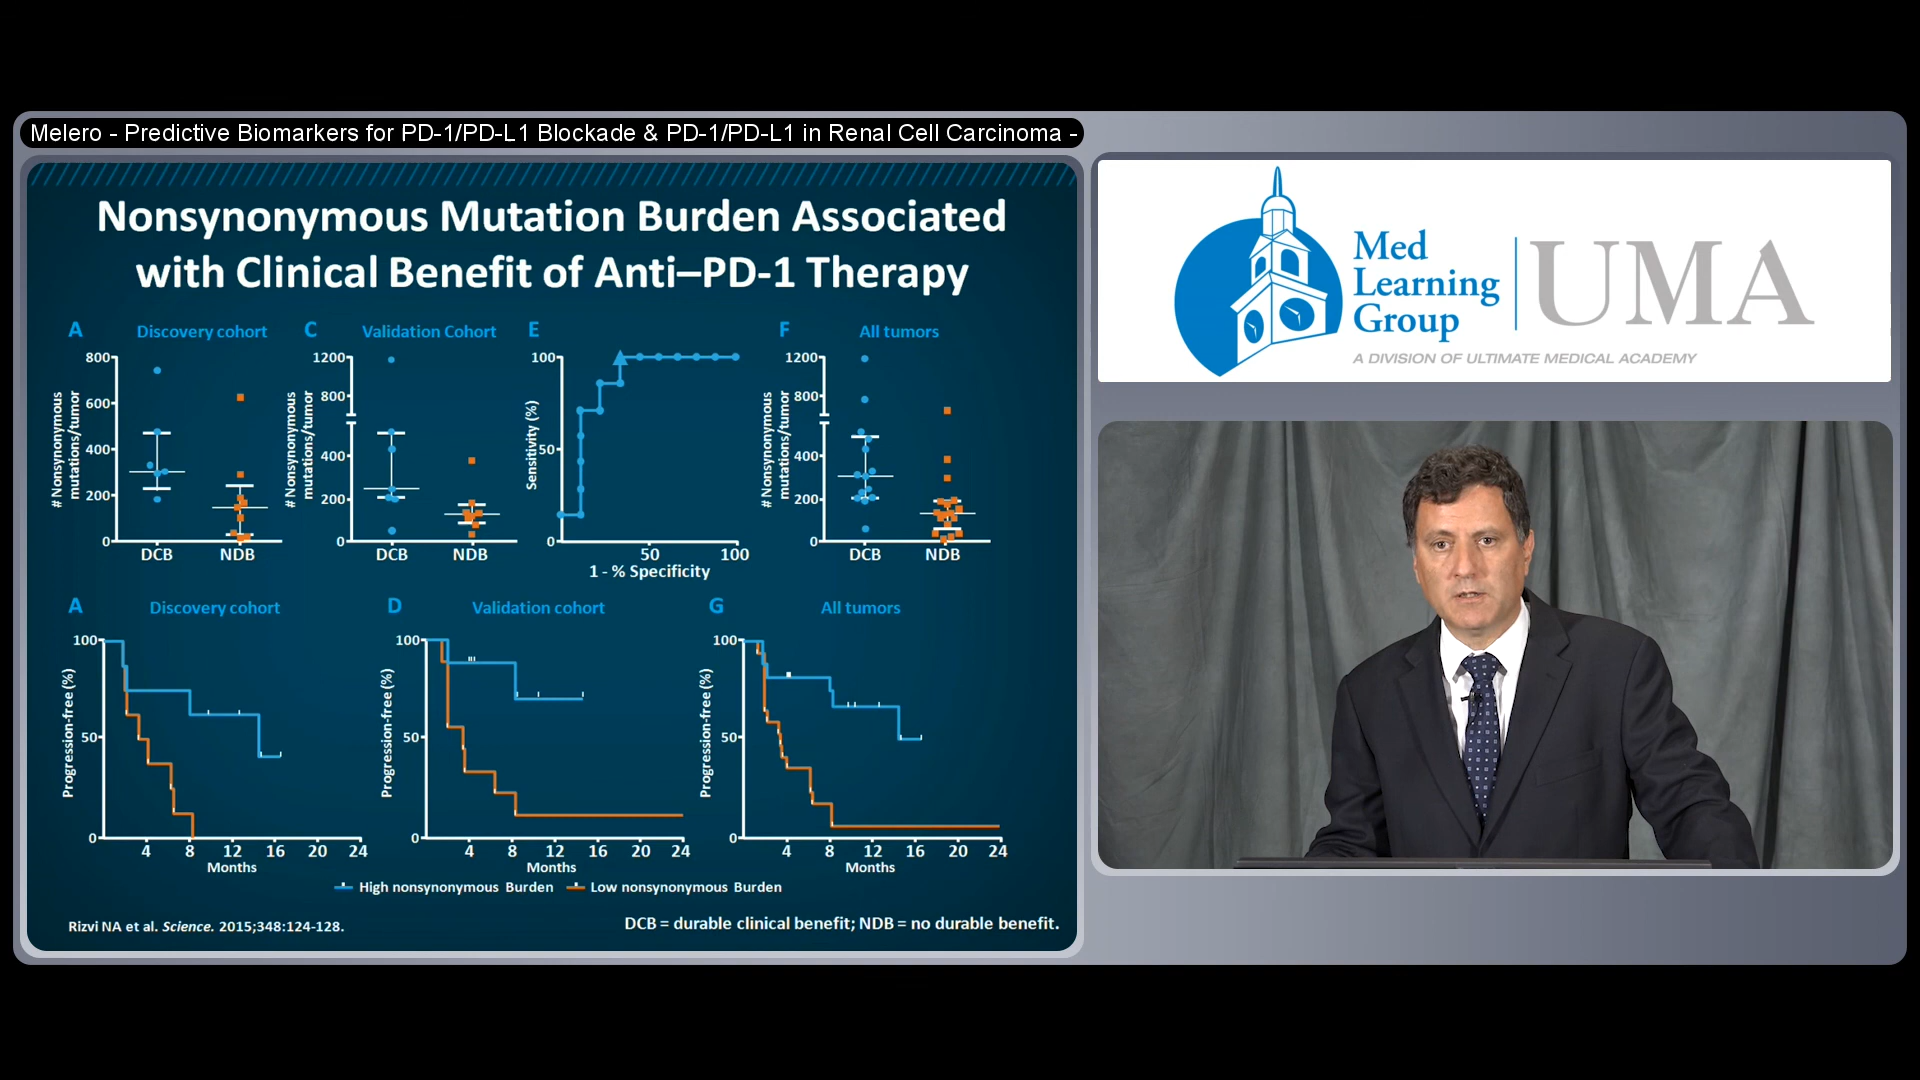 Melero - Predictive Biomarkers for PD-1/PD-L1 Blockade & PD-1/PD-L1 in Renal Cell Carcinoma -
Nonsynonymous Mutation Burden Associated
with Clinical Benefit of Anti–PD-1 Therapy
A Discovery cohort
800
600
400
200
0
# Nonsynonymous
mutations/tumor
DCB NDB
C Validation Cohort
1200
800
400
200
0
# Nonsynonymous
mutations/tumor
DCB NDB
E
100
50
0
Sensitivity (%)
50 100
1 - % Specificity
F All tumors
1200
800
400
200
0
# Nonsynonymous
mutations/tumor
DCB NDB
A Discovery cohort
100
50
0
Progression-free (%)
4 8 12 16 20 24
Months
D Validation cohort
100
50
0
Progression-free (%)
4 8 12 16 20 24
Months
G All tumors
100
50
0
Progression-free (%)
4 8 12 16 20 24
Months
High nonsynonymous Burden Low nonsynonymous Burden
Rizvi NA et al. Science. 2015;348:124-128.
DCB = durable clinical benefit; NDB = no durable benefit.
Med
Learning
Group
UMA
A DIVISION OF ULTIMATE MEDICAL ACADEMY